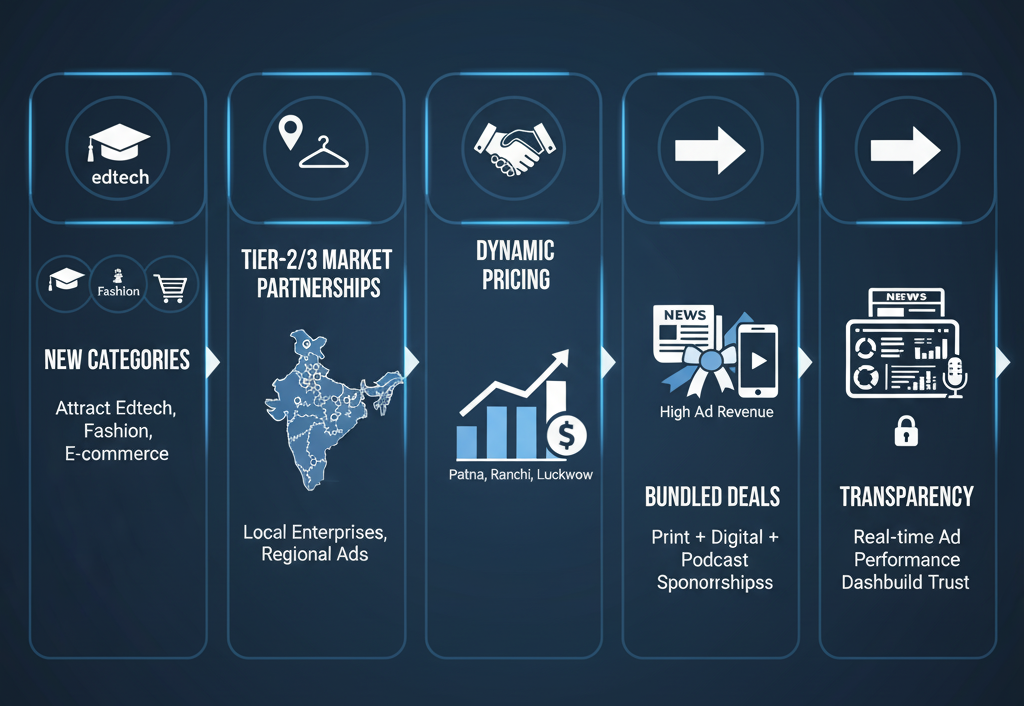 edtech
Fashion
NEW CATEGORIES
Attract Edtech,
Fashion,
E-commerce
TIER-2/3 MARKET
PARTNERSHIPS
Local Enterprises,
Regional Ads
DYNAMIC
PRICING
$
Patna, Ranchi, Luckwow
NEWS
High Ad Revenue
BUNDLED DEALS
Print + Digital +
Podcast
Sponorrshipss
NEEWS
TRANSPARENCY
Real-time Ad
Performance
Dashbuild Trust